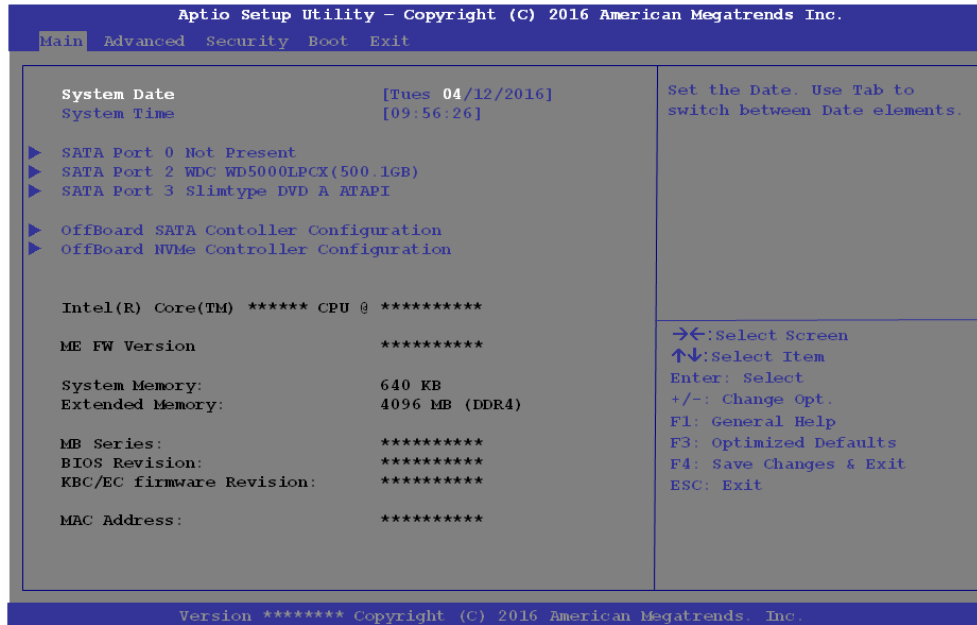 Aptio Setup Utility – Copyright (C) 2016 American Megatrends Inc.
Main Advanced Security Boot Exit
System Date [Tues 04/12/2016]
System Time [09:56:26]
▶ SATA Port 0 Not Present
▶ SATA Port 2 WDC WD5000LPCX(500.1GB)
▶ SATA Port 3 Slimtype DVD A ATAPI
▶ OffBoard SATA Contoller Configuration
▶ OffBoard NVMe Controller Configuration
Intel(R) Core(TM) ****** CPU @ **********
ME FW Version **********
System Memory: 640 KB
Extended Memory: 4096 MB (DDR4)
MB Series: **********
BIOS Revision: **********
KBC/EC firmware Revision: **********
MAC Address: **********
Set the Date. Use Tab to
switch between Date elements.
→←:Select Screen
↑↓:Select Item
Enter: Select
+/-: Change Opt.
F1: General Help
F3: Optimized Defaults
F4: Save Changes & Exit
ESC: Exit
Version ******** Copyright (C) 2016 American Megatrends. Inc.